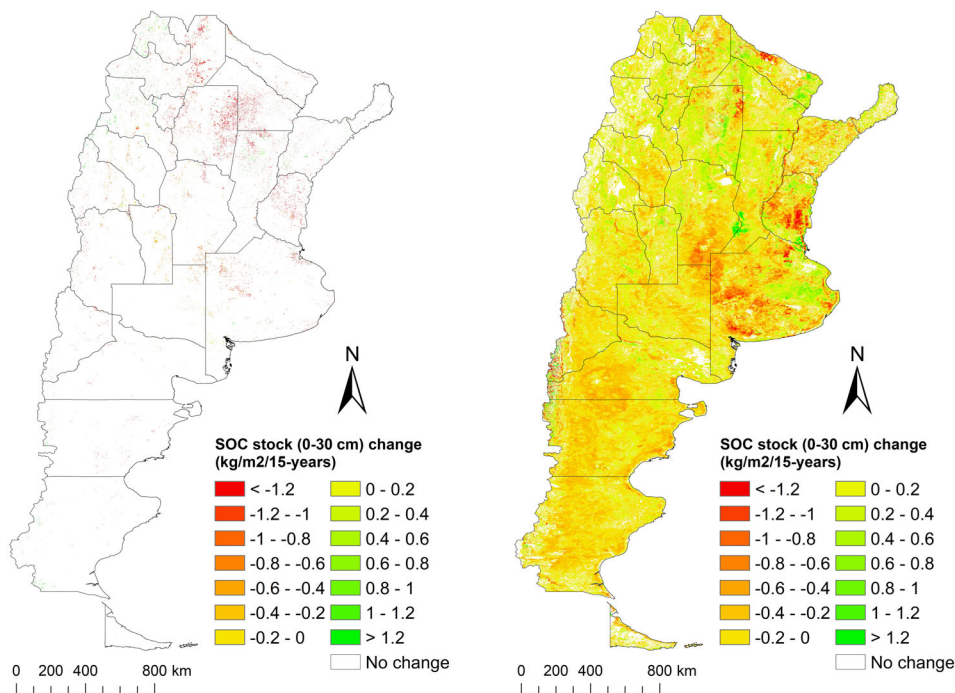 N
SOC stock (0-30 cm) change
(kg/m2/15-years)
< -1.2
0 - 0.2
-1.2 - -1
0.2 - 0.4
-1 - -0.8
0.4 - 0.6
-0.8 - -0.6
0.6 - 0.8
-0.6 - -0.4
0.8 - 1
-0.4 - -0.2
1 - 1.2
-0.2 - 0
> 1.2
No change
0 200 400 800 km
N
SOC stock (0-30 cm) change
(kg/m2/15-years)
< -1.2
0 - 0.2
-1.2 - -1
0.2 - 0.4
-1 - -0.8
0.4 - 0.6
-0.8 - -0.6
0.6 - 0.8
-0.6 - -0.4
0.8 - 1
-0.4 - -0.2
1 - 1.2
-0.2 - 0
> 1.2
No change
0 200 400 800 km